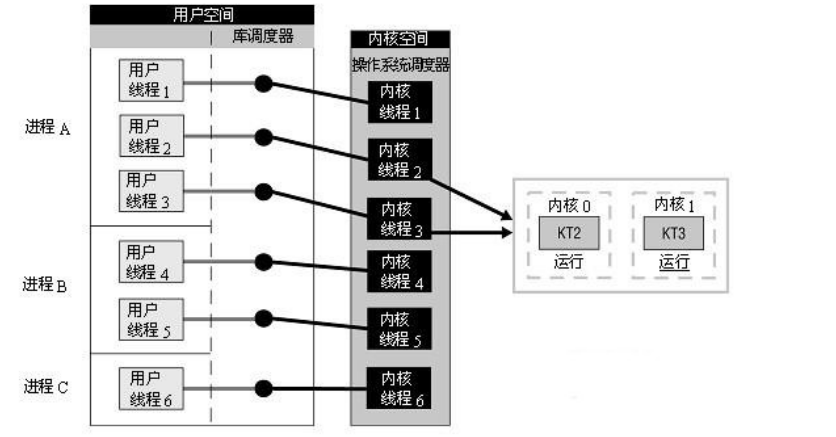 用户空间
库调度器
内核空间
操作系统调度器
进程A
用户
线程1
用户
线程2
用户
线程3
进程B
用户
线程4
用户
线程5
进程C
用户
线程6
内核
线程1
内核
线程2
内核
线程3
内核
线程4
内核
线程5
内核
线程6
内核0
KT2
运行
内核1
KT3
运行